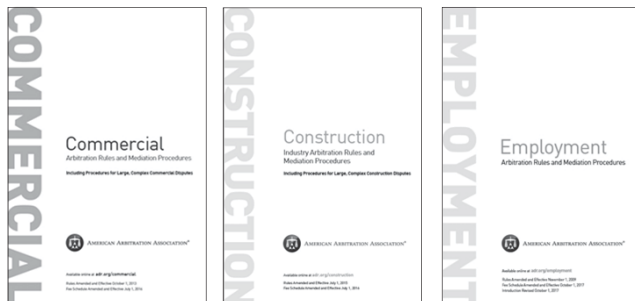 COMMERCIAL
Commercial
Arbitration Rules and Mediation Procedures
Including Procedures for Large, Complex Commercial Disputes
AMERICAN ARBITRATION ASSOCIATION®
Available online at adr.org/commercial
Rules Amended and Effective October 1, 2013
Fee Schedule Amended and Effective July 1, 2016
CONSTRUCTION
Construction
Industry Arbitration Rules and
Mediation Procedures
Including Procedures for Large, Complex Construction Disputes
AMERICAN ARBITRATION ASSOCIATION®
Available online at adr.org/construction
Rules Amended and Effective July 1, 2015
Fee Schedule Amended and Effective July 1, 2016
EMPLOYMENT
Employment
Arbitration Rules and Mediation Procedures
AMERICAN ARBITRATION ASSOCIATION®
Available online at adr.org/employment
Rules Amended and Effective November 1, 2009
Fee Schedule Amended and Effective October 1, 2017
Introduction Revised October 1, 2017